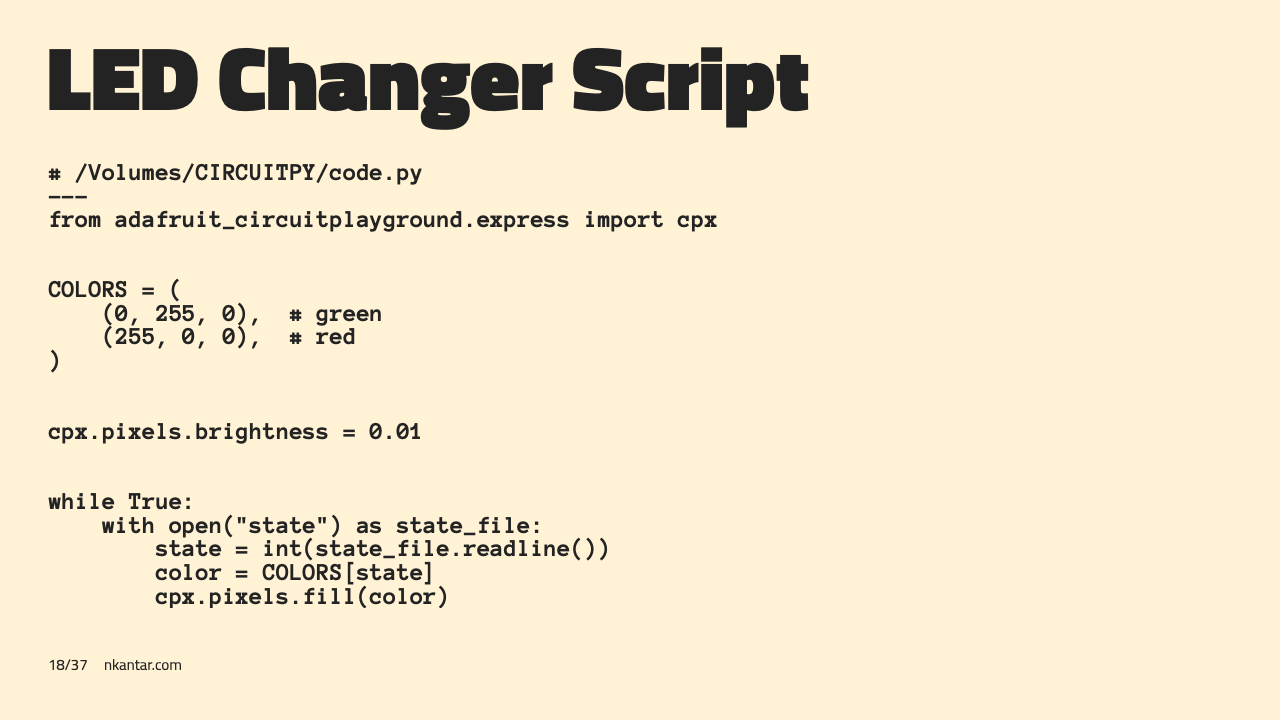 LED Changer Script
# /Volumes/CIRCUITPY/code.py
---
from adafruit_circuitplayground.express import cpx
COLORS = (
    (0, 255, 0),  # green
    (255, 0, 0),  # red
)
cpx.pixels.brightness = 0.01
while True:
    with open("state") as state_file:
        state = int(state_file.readline())
        color = COLORS[state]
        cpx.pixels.fill(color)
18/37 nkantar.com